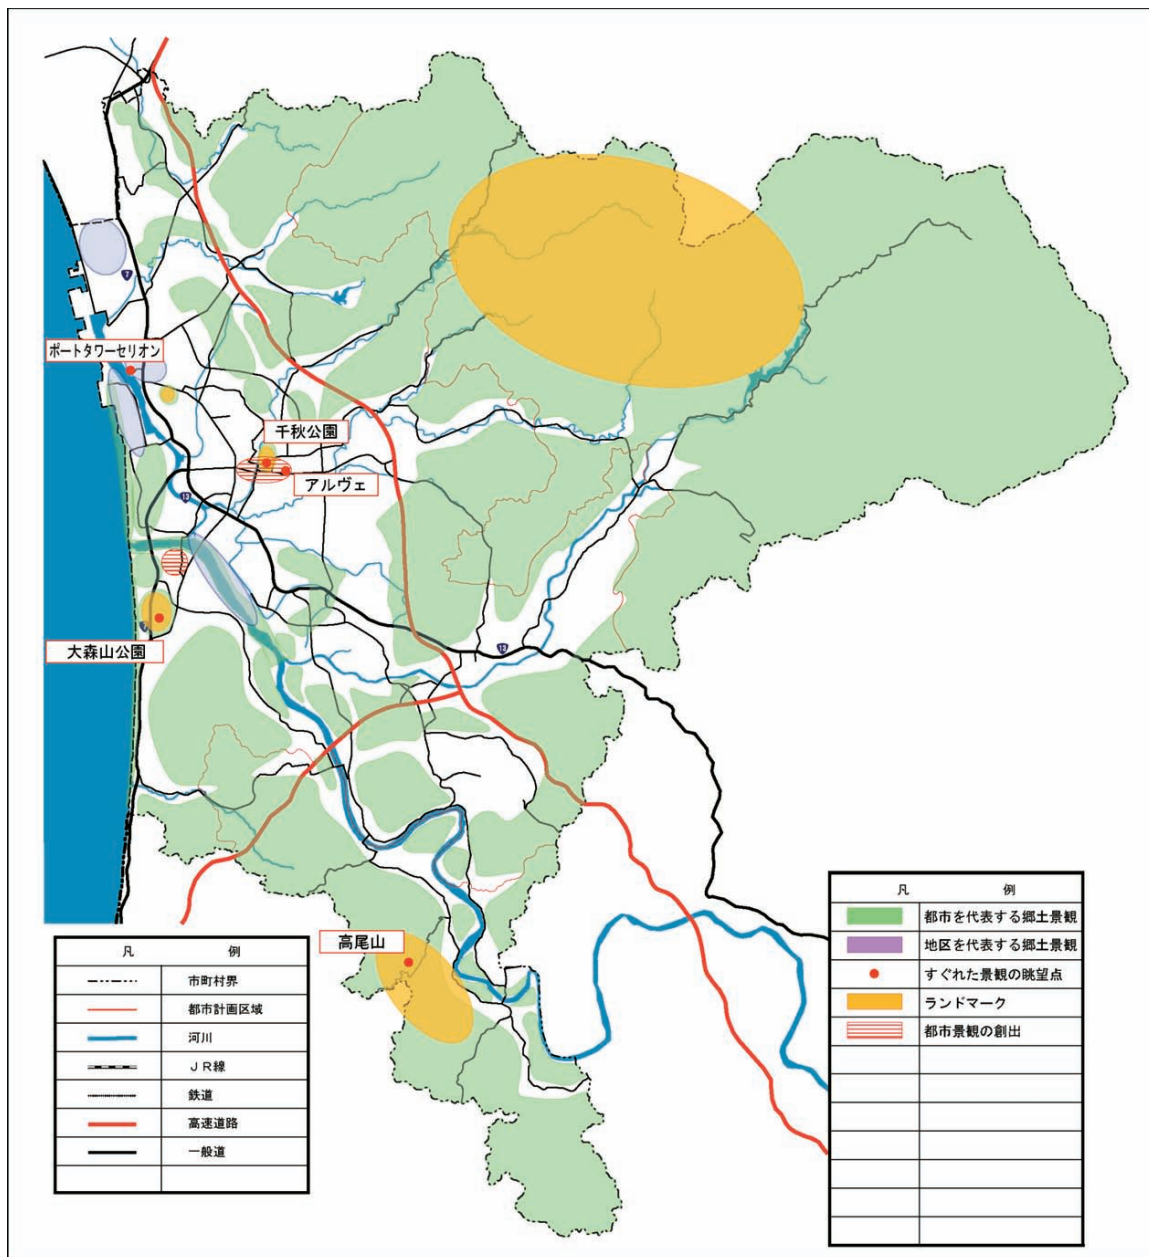 7
ポートタワーセリオン
千秋公園
アルヴェ
13
7
大森山公園
13
高尾山
凡 例
市町村界
都市計画区域
河川
ＪＲ線
鉄道
高速道路
一般道
凡 例
都市を代表する郷土景観
地区を代表する郷土景観
すぐれた景観の眺望点
ランドマーク
都市景観の創出